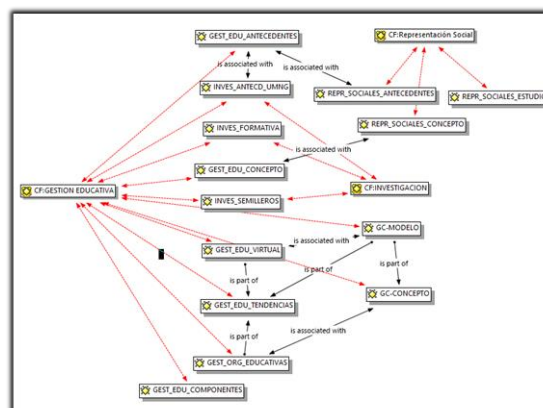 GEST_EDU_ANTECEDENTES
CF:Representación Social
is associated with
is associated with
INVES_ANTECD_UMNG
REPR_SOCIALES_ANTECEDENTES
REPR_SOCIALES_ESTUDIO
INVES_FORMATIVA
REPR_SOCIALES_CONCEPTO
is associated with
GEST_EDU_CONCEPTO
CF:GESTION EDUCATIVA
CF:INVESTIGACION
INVES_SEMILLEROS
GC-MODELO
is associated with
GEST_EDU_VIRTUAL
is part of
is part of
is part of
GC-CONCEPTO
GEST_EDU_TENDENCIAS
is associated with
is part of
GEST_ORG_EDUCATIVAS
GEST_EDU_COMPONENTES